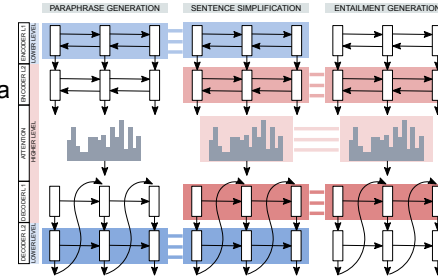 PARAPHRASE GENERATION
SENTENCE SIMPLIFICATION
ENTAILMENT GENERATION
ENCODER L1
LOWER LEVEL
ENCODER L2
a
ATTENTION
HIGHER LEVEL
DECODER L1
DECODER L2
LOWER LEVEL